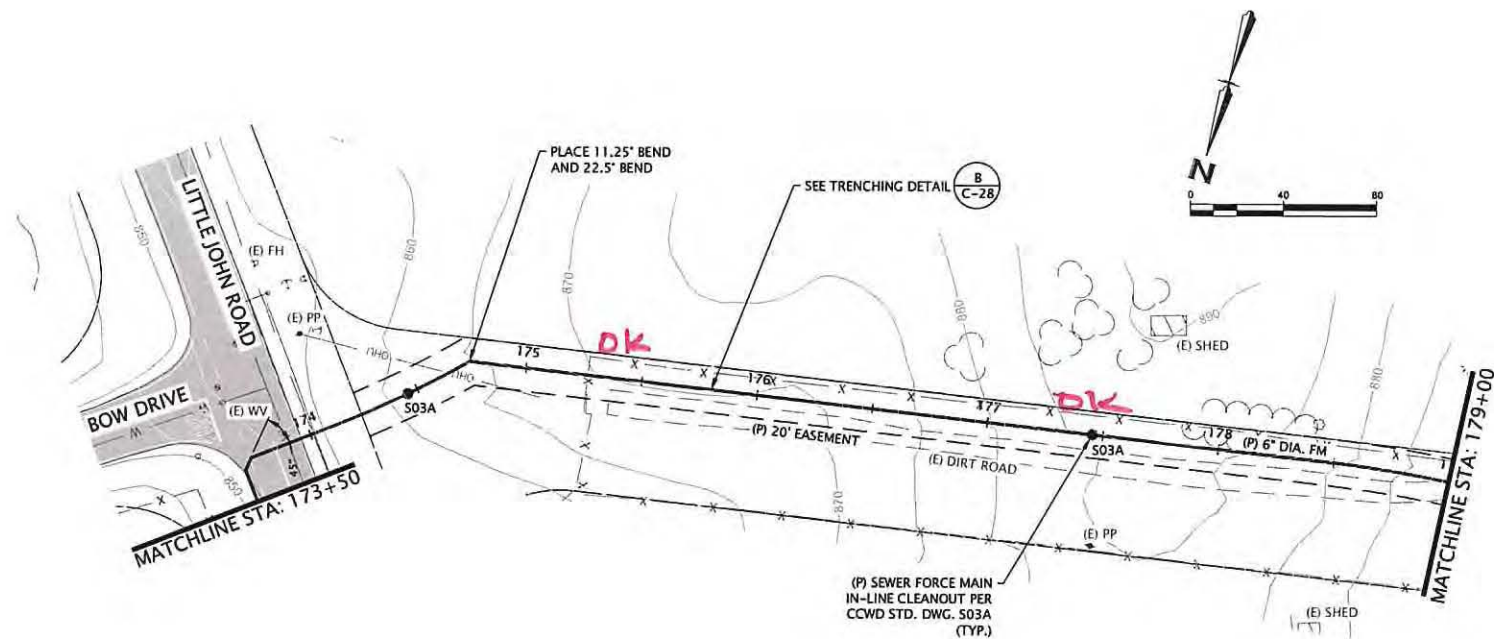 PLACE 11.25° BEND
AND 22.5° BEND
SEE TRENCHING DETAIL
B
C-28
N
0
40
80
LITTLE JOHN ROAD
BOW DRIVE
(E) FH
(E) PP
OHU
OHU
(E) WV
W
45°
850
850
860
870
870
880
880
890
OK
OK
174
175
176
177
178
S03A
S03A
(P) 20' EASEMENT
(E) DIRT ROAD
(P) 6" DIA. FM
(E) SHED
(E) PP
(E) SHED
MATCHLINE STA: 173+50
MATCHLINE STA: 179+00
(P) SEWER FORCE MAIN
IN-LINE CLEANOUT PER
CCWD STD. DWG. S03A
(TYP.)